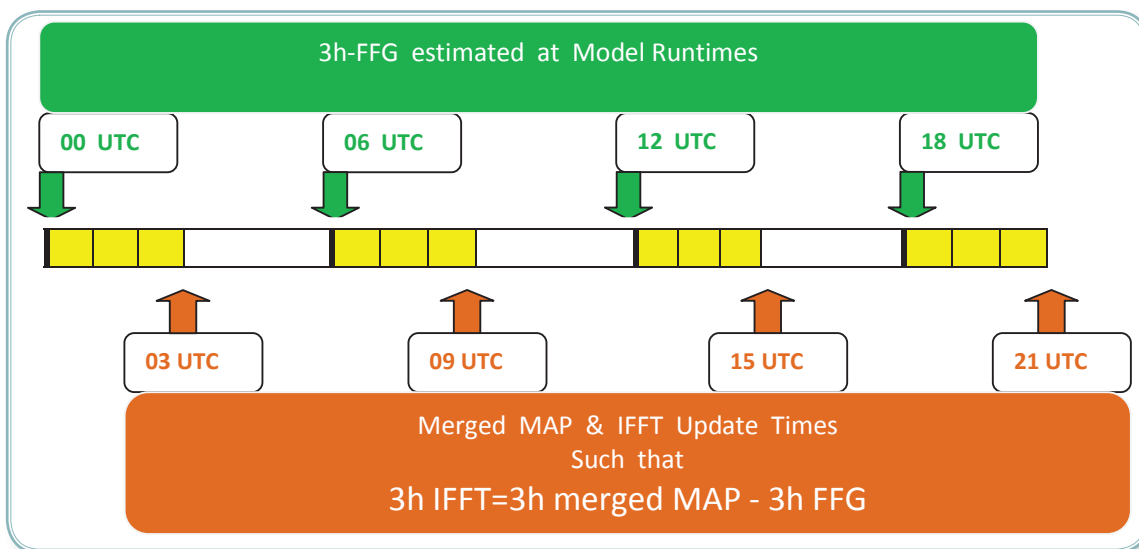 3h-FFG estimated at Model Runtimes
00 UTC
06 UTC
12 UTC
18 UTC
03 UTC
09 UTC
15 UTC
21 UTC
Merged MAP & IFFT Update Times
Such that
3h IFFT=3h merged MAP - 3h FFG